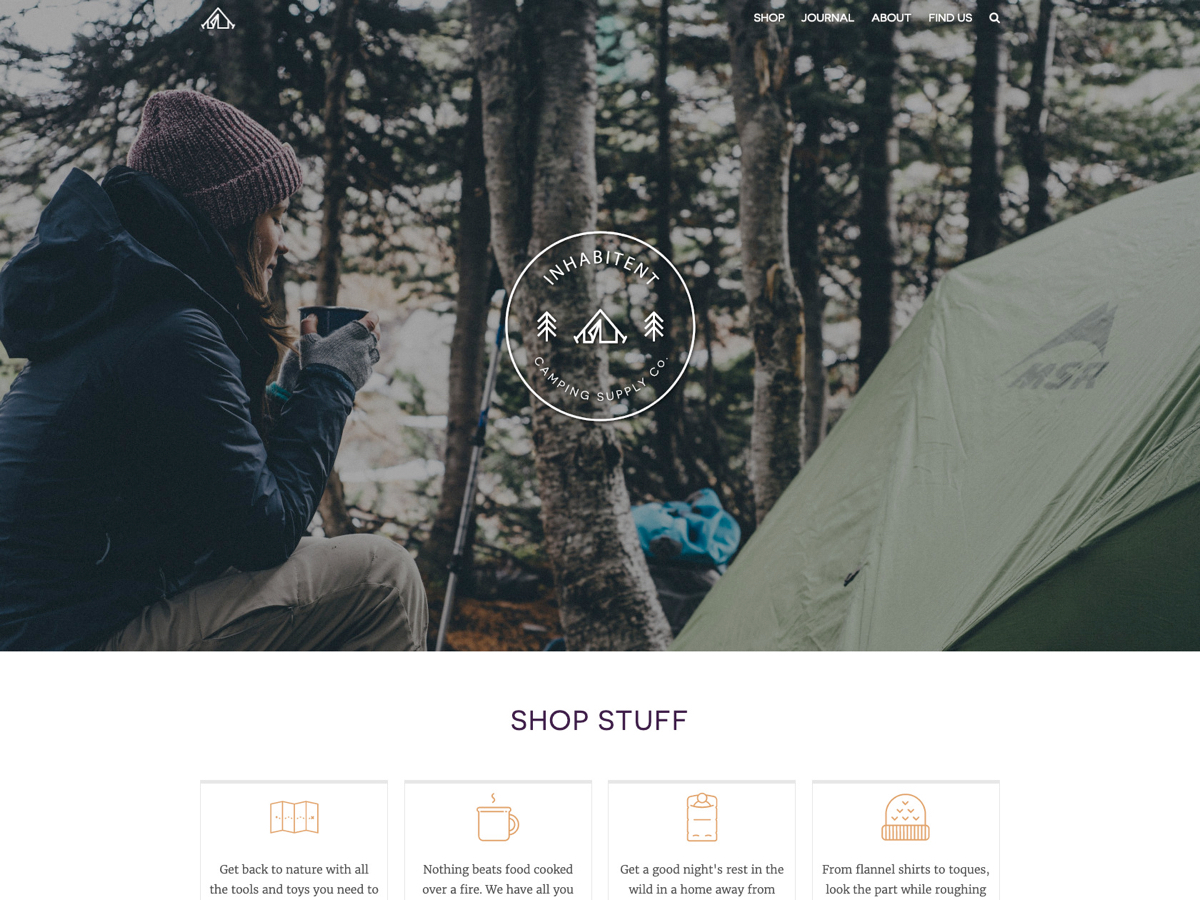 SHOP JOURNAL ABOUT FIND US
INHABITENT
CAMPING SUPPLY CO.
MSR
SHOP STUFF
Get back to nature with all
the tools and toys you need to
Nothing beats food cooked
over a fire. We have all you
Get a good night's rest in the
wild in a home away from
From flannel shirts to toques,
look the part while roughing